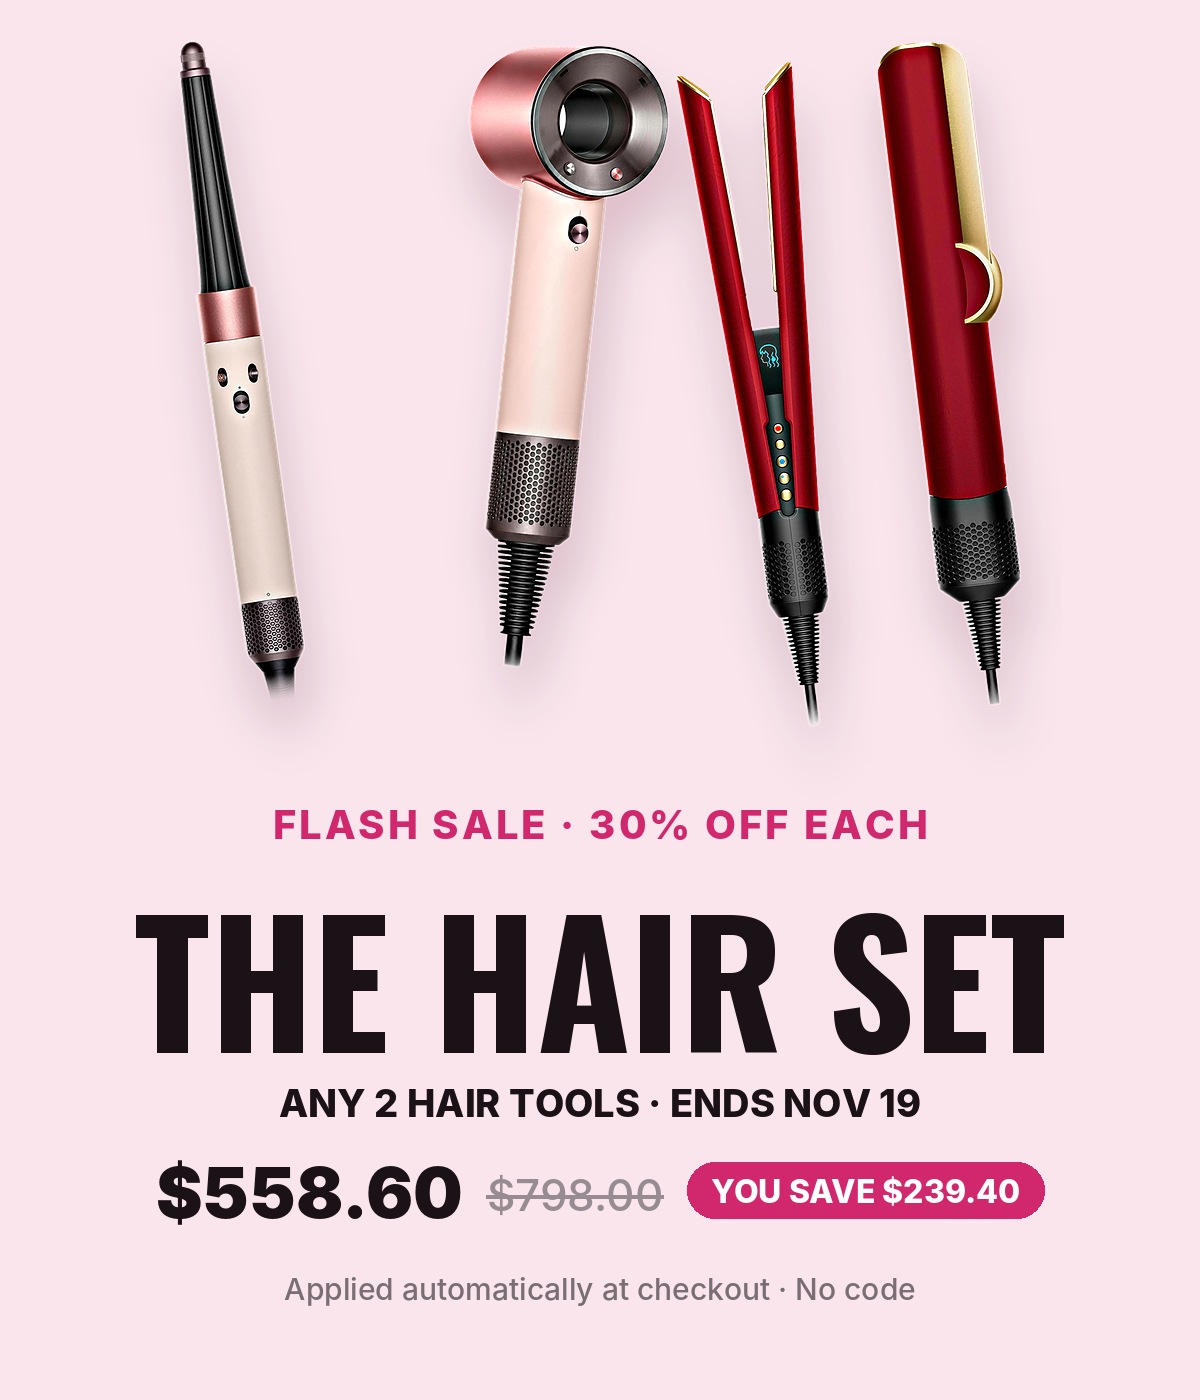 FLASH SALE · 30% OFF EACH
THE HAIR SET
ANY 2 HAIR TOOLS · ENDS NOV 19
$558.60 $798.00 YOU SAVE $239.40
Applied automatically at checkout · No code